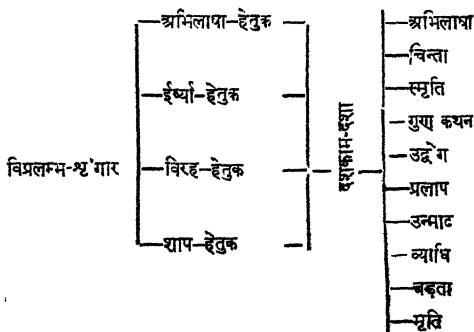 विप्रलम्भ-शृंगार
अभिलाषा-हेतुक
ईर्ष्या-हेतुक
विरह-हेतुक
शाप-हेतुक
दशकाम-दशा
अभिलाषा
चिन्ता
स्मृति
गुण कथन
उद्वेग
प्रलाप
उन्माद
व्याधि
जड़ता
मृति